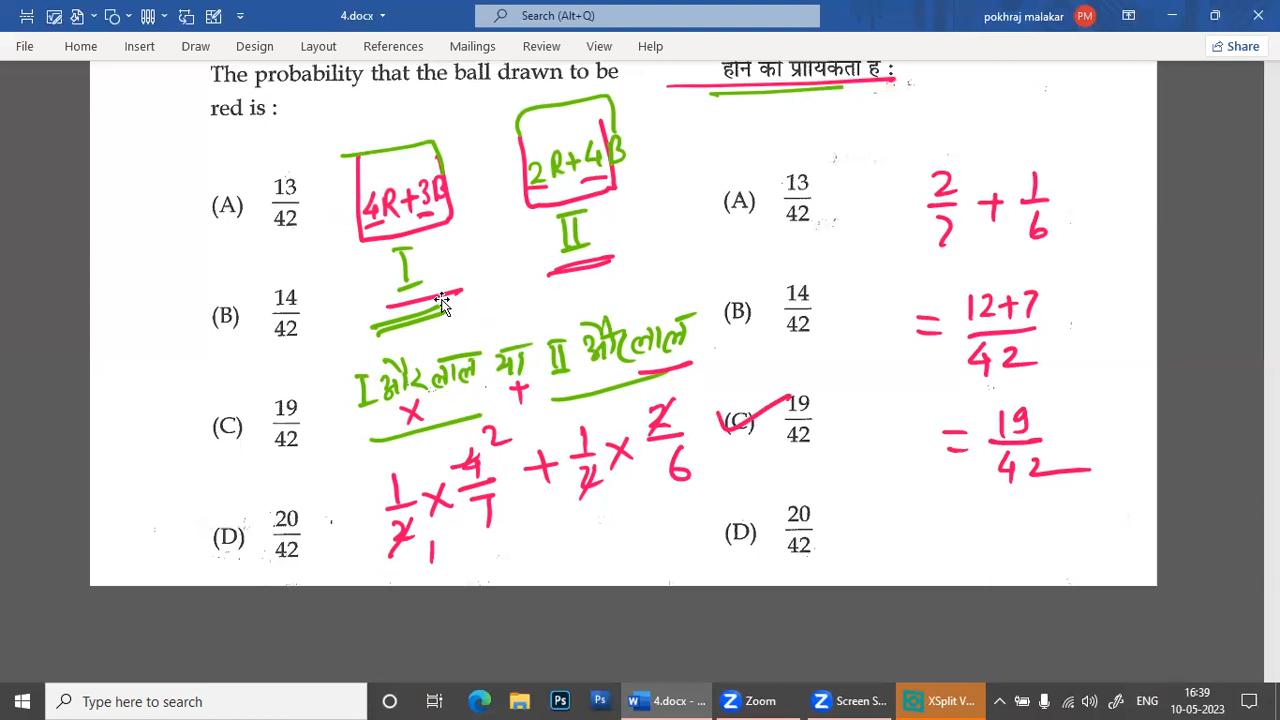 4.docx
Search (Alt+Q)
pokhraj malakar PM
File Home Insert Draw Design Layout References Mailings Review View Help Share
The probability that the ball drawn to be
red is :
होने की प्रायिकता है :
4R+3B
I
2R+4B
II
(A) 13/42
(B) 14/42
(C) 19/42
(D) 20/42
I और लाल या II और लाल
× +
1/2 × 4/7 + 1/2 × 2/6
2
1
(A) 13/42
(B) 14/42
(C) 19/42
(D) 20/42
2/7 + 1/6
= 12+7/42
= 19/42
Type here to search
4.docx - ...
Zoom
Screen S...
XSplit V...
ENG
16:39
10-05-2023